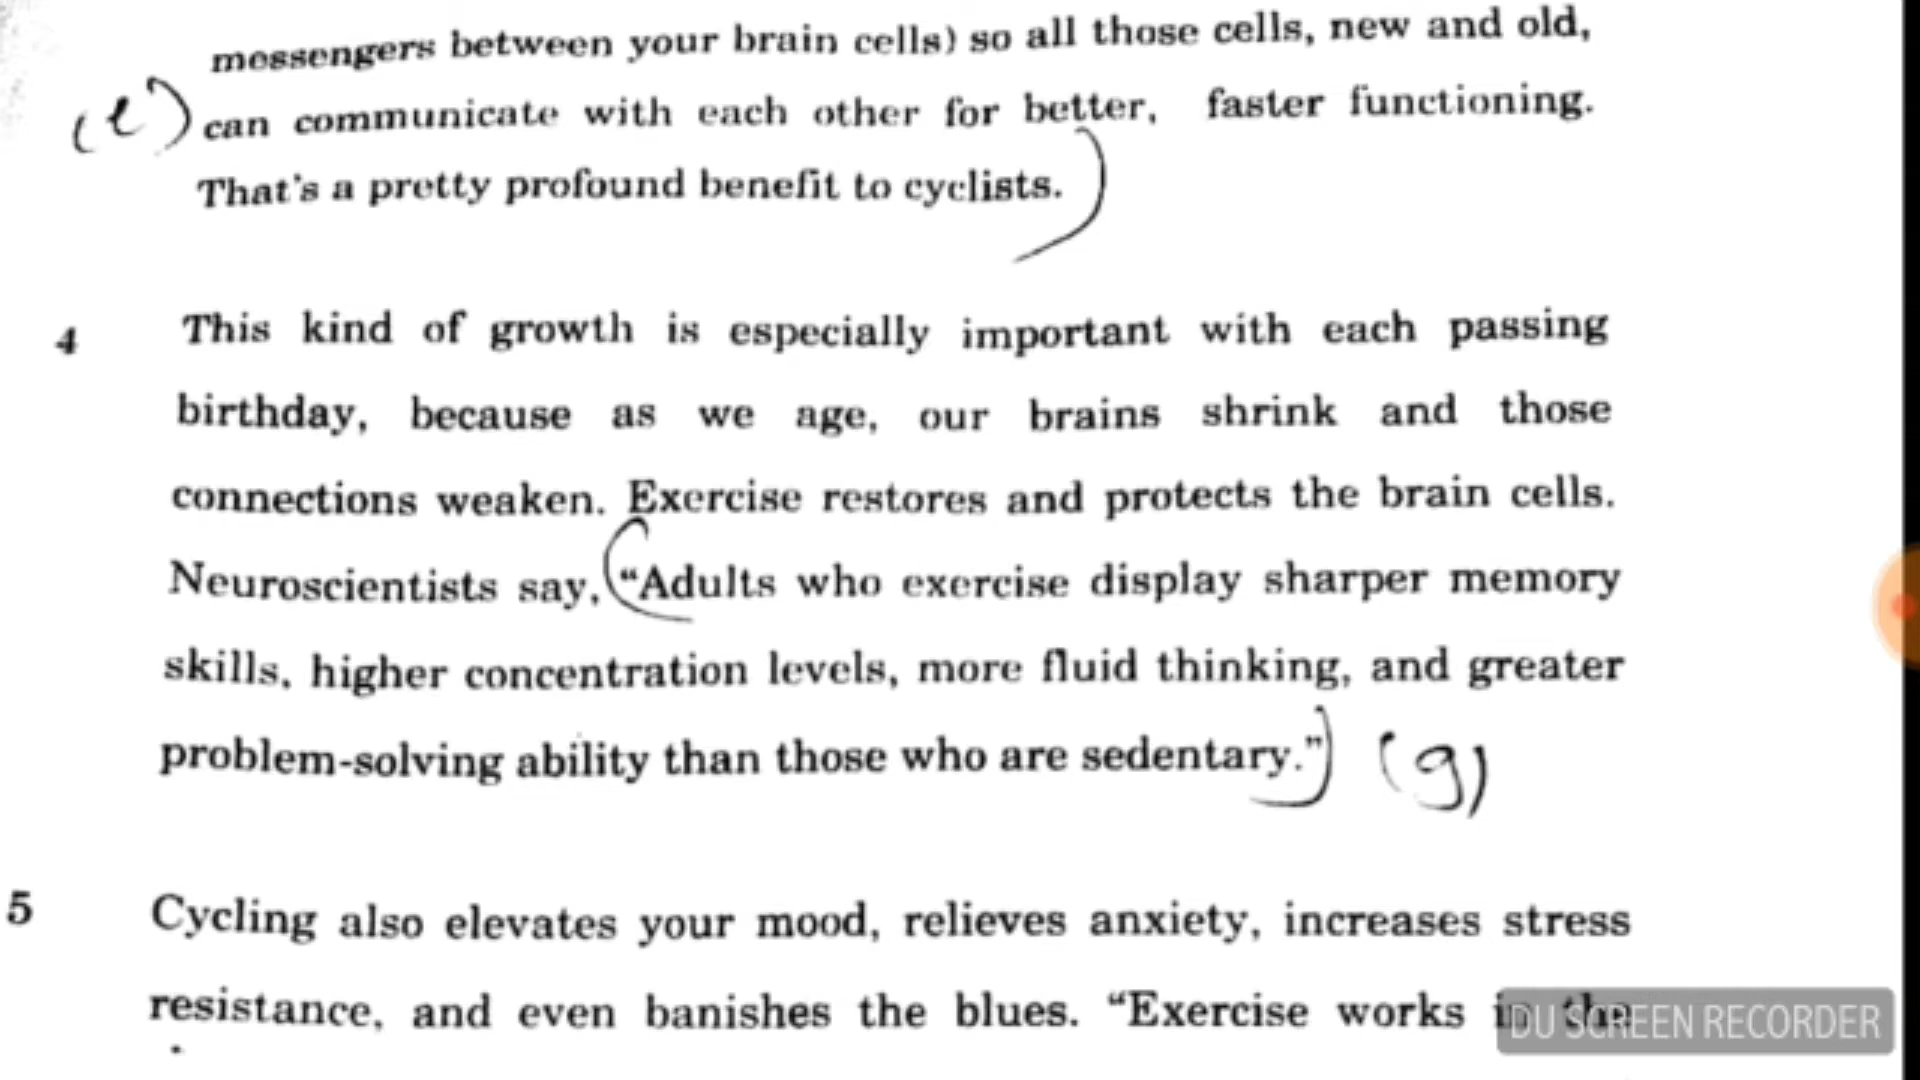 messengers between your brain cells) so all those cells, new and old,
(e) can communicate with each other for better, faster functioning.
That's a pretty profound benefit to cyclists.
4 This kind of growth is especially important with each passing
birthday, because as we age, our brains shrink and those
connections weaken. Exercise restores and protects the brain cells.
Neuroscientists say, “Adults who exercise display sharper memory
skills, higher concentration levels, more fluid thinking, and greater
problem-solving ability than those who are sedentary.” (g)
5 Cycling also elevates your mood, relieves anxiety, increases stress
resistance, and even banishes the blues. “Exercise works in the
DU SCREEN RECORDER